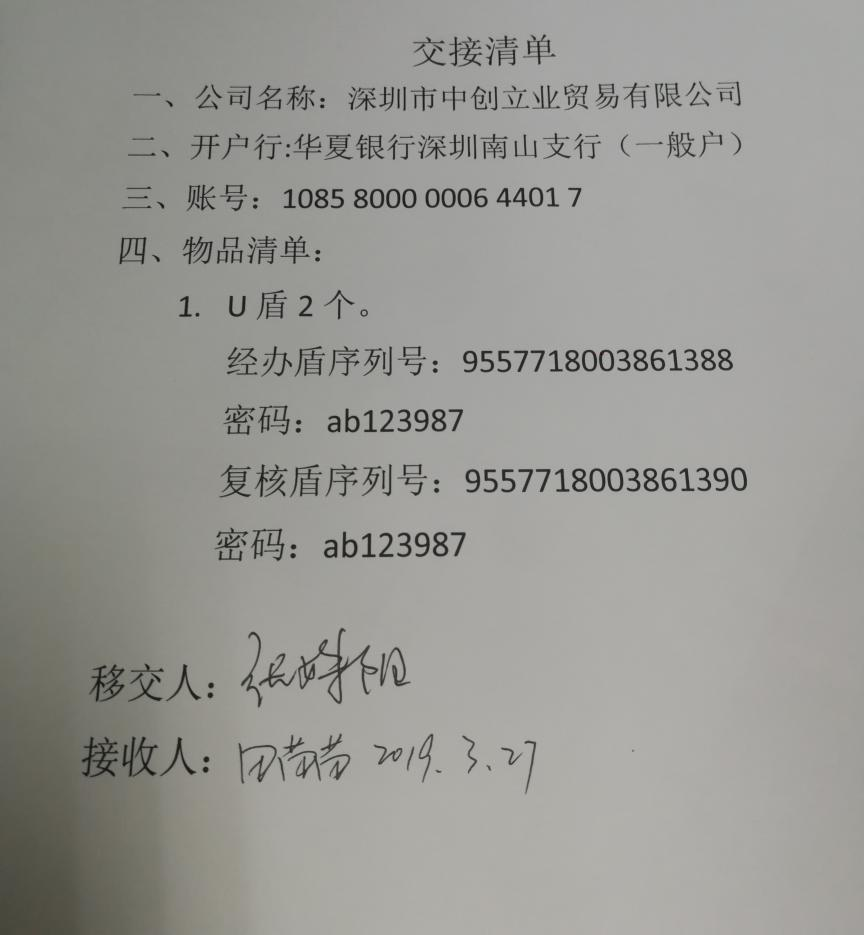 交接清单
一、公司名称：深圳市中创立业贸易有限公司
二、开户行:华夏银行深圳南山支行（一般户）
三、账号：1085 8000 0006 4401 7
四、物品清单：
1. U 盾 2 个。
经办盾序列号：9557718003861388
密码：ab123987
复核盾序列号：9557718003861390
密码：ab123987
移交人：
接收人：田苗苗 2019.3.27